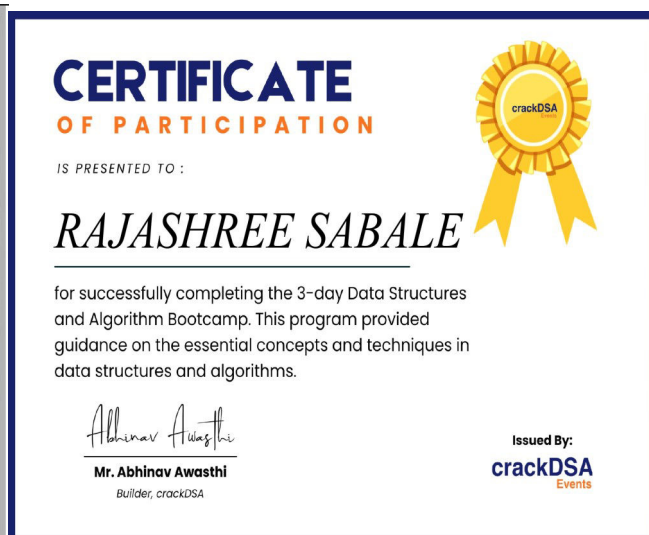 CERTIFICATE
OF PARTICIPATION
crackDSA
Events
IS PRESENTED TO :
RAJASHREE SABALE
for successfully completing the 3-day Data Structures
and Algorithm Bootcamp. This program provided
guidance on the essential concepts and techniques in
data structures and algorithms.
Abhinav Awasthi
Mr. Abhinav Awasthi
Builder, crackDSA
Issued By:
crackDSA
Events